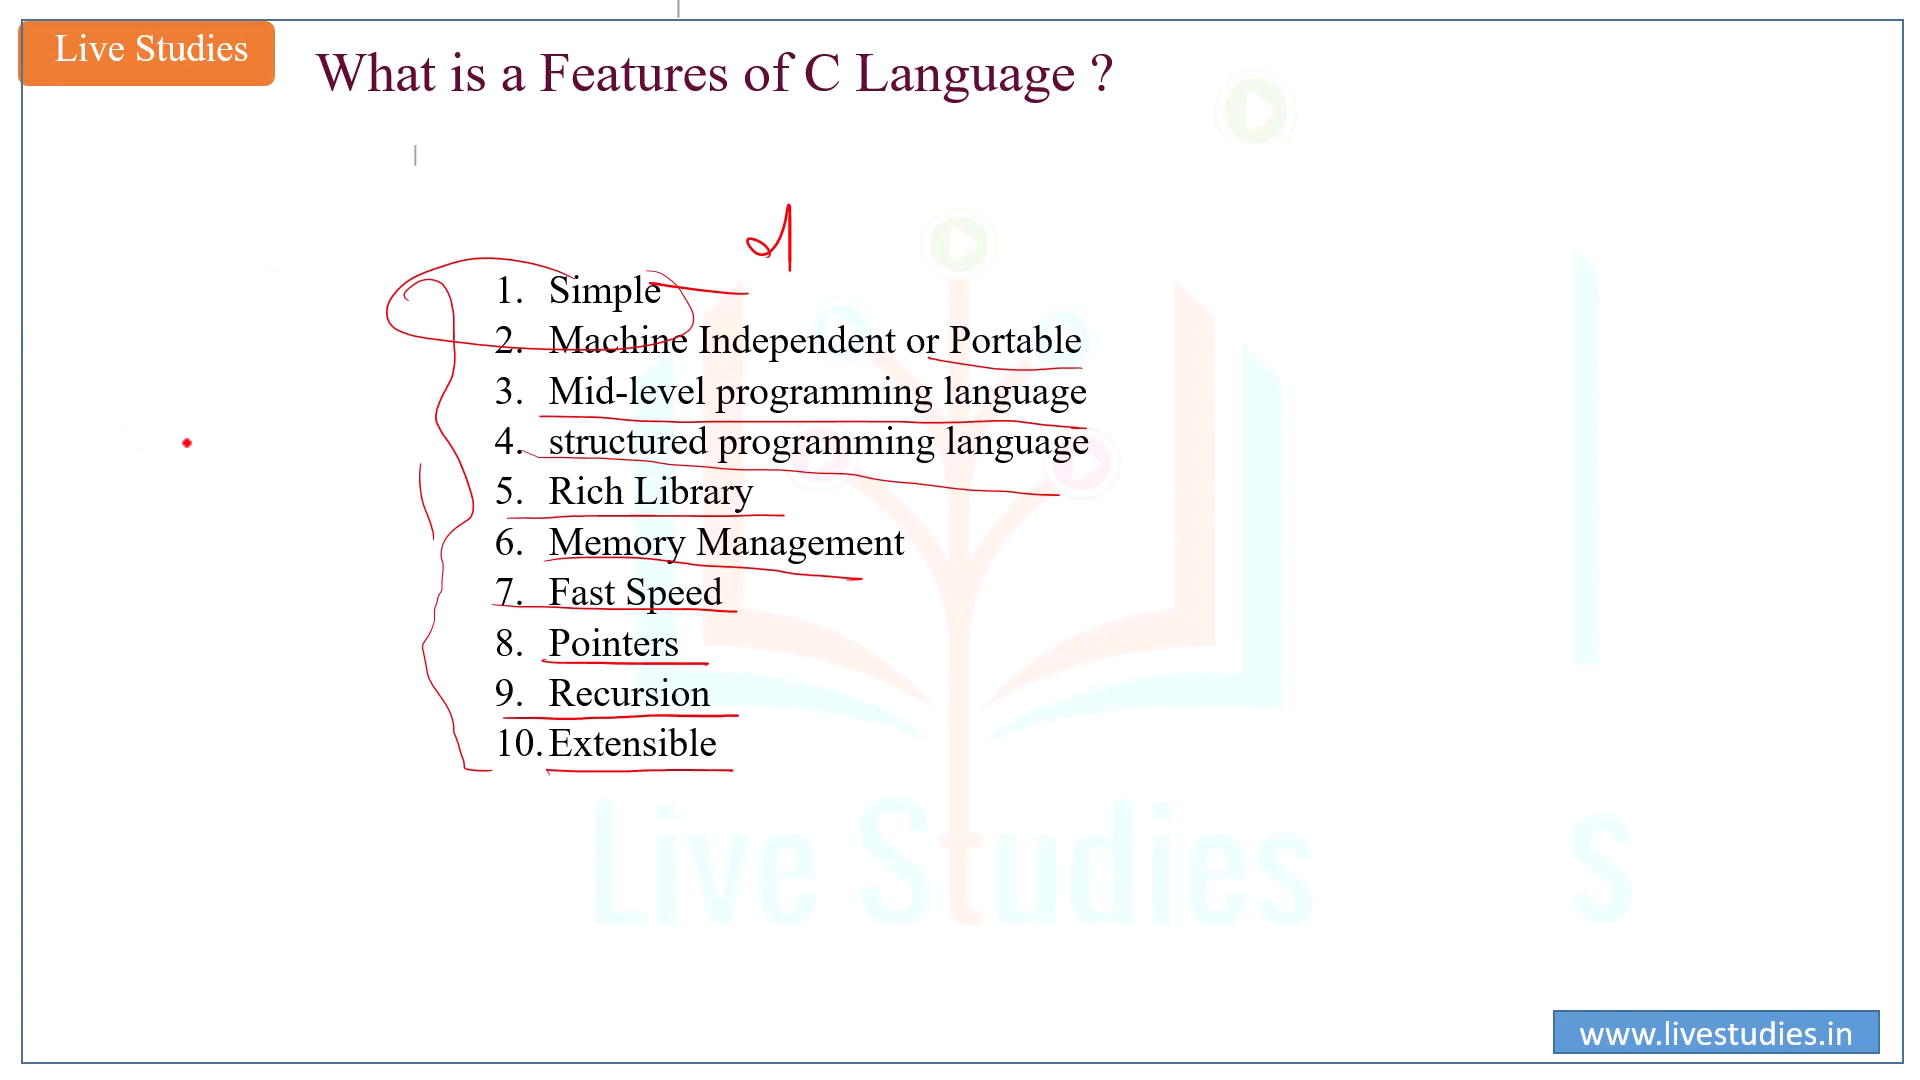 Live Studies
What is a Features of C Language ?
1. Simple
2. Machine Independent or Portable
3. Mid-level programming language
4. structured programming language
5. Rich Library
6. Memory Management
7. Fast Speed
8. Pointers
9. Recursion
10. Extensible
Live Studies
S
www.livestudies.in